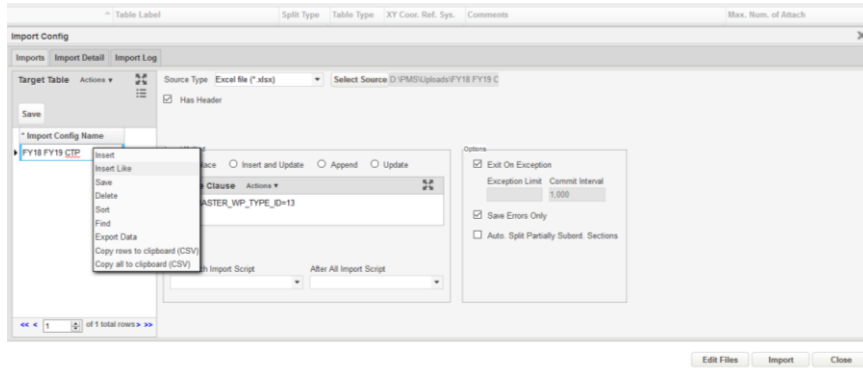 Table Label Split Type Table Type XY Coor. Ref. Sys. Comments Max. Num. of Attach
Import Config
Imports Import Detail Import Log
Target Table Actions
Source Type Excel file (*.xlsx) Select Source D:\PMS\Uploads\FY18 FY19 C
Has Header
Save
* Import Config Name
FY18 FY19 CTP
Insert
Insert Like
Save
Delete
Sort
Find
Export Data
Copy rows to clipboard (CSV)
Copy all to clipboard (CSV)
lace Insert and Update Append Update
Clause Actions
ASTER_WP_TYPE_ID=13
Import Script After All Import Script
Options
Exit On Exception
Exception Limit Commit Interval
1,000
Save Errors Only
Auto. Split Partially Subord. Sections
<< < 1 of 1 total rows > >>
Edit Files Import Close